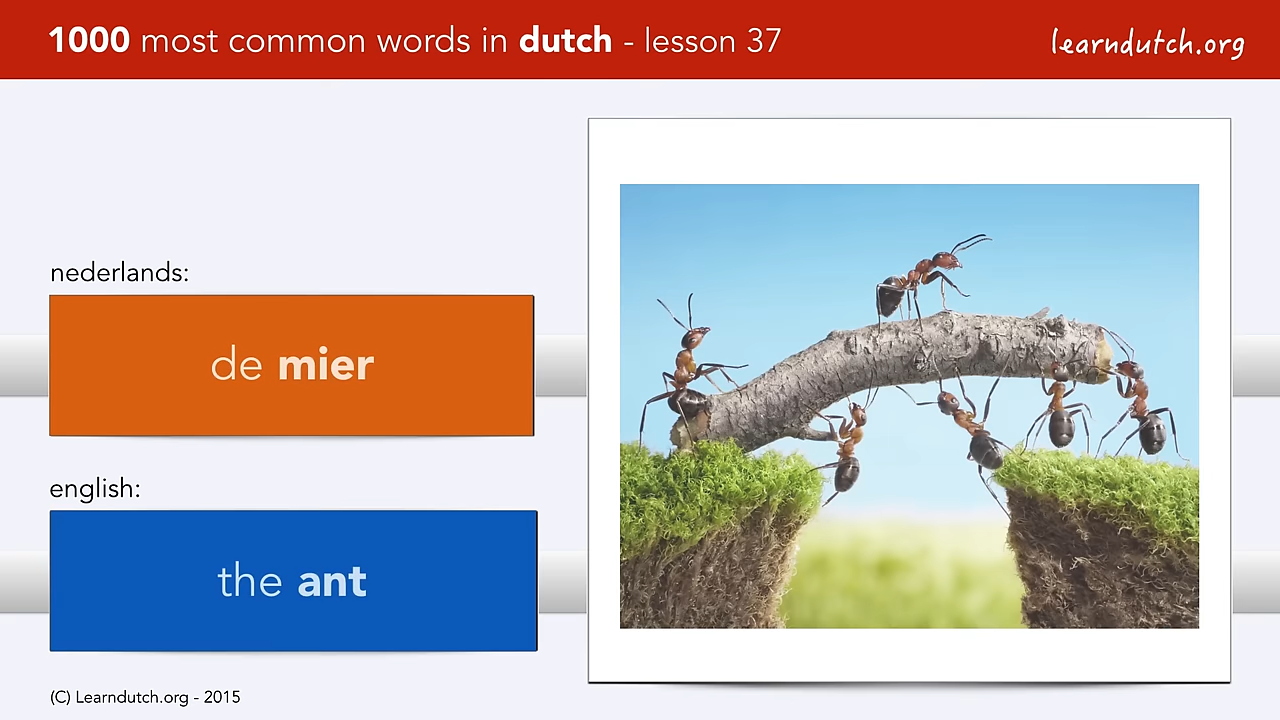 1000 most common words in dutch - lesson 37
learndutch.org
nederlands:
de mier
english:
the ant
(C) Learndutch.org - 2015